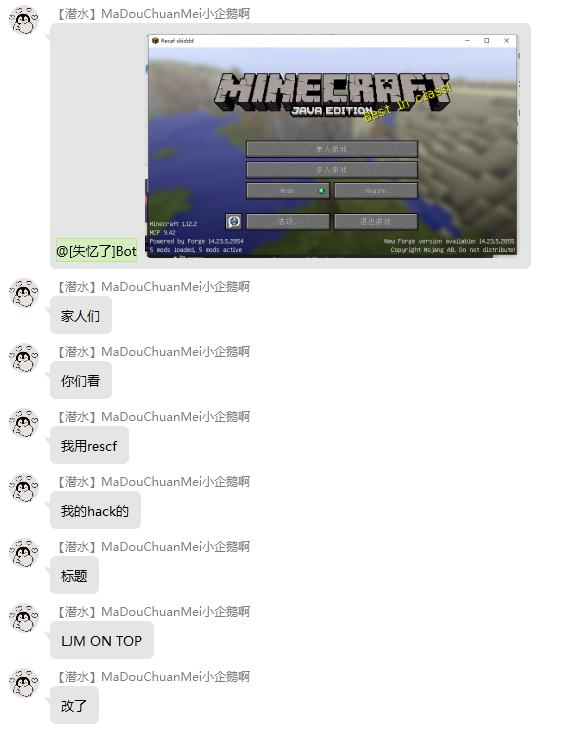 【潜水】MaDouChuanMei小企鹅啊
Recaf skiddd
MINECRAFT
JAVA EDITION
Best in class!
单人游戏
多人游戏
Mods
Realms
选项...
退出游戏
Minecraft 1.12.2
MCP 9.42
Powered by Forge 14.23.5.2854
5 mods loaded, 5 mods active
New Forge version available: 14.23.5.2855
Copyright Mojang AB. Do not distribute!
@[失忆了]Bot
【潜水】MaDouChuanMei小企鹅啊
家人们
【潜水】MaDouChuanMei小企鹅啊
你们看
【潜水】MaDouChuanMei小企鹅啊
我用rescf
【潜水】MaDouChuanMei小企鹅啊
我的hack的
【潜水】MaDouChuanMei小企鹅啊
标题
【潜水】MaDouChuanMei小企鹅啊
LJM ON TOP
【潜水】MaDouChuanMei小企鹅啊
改了